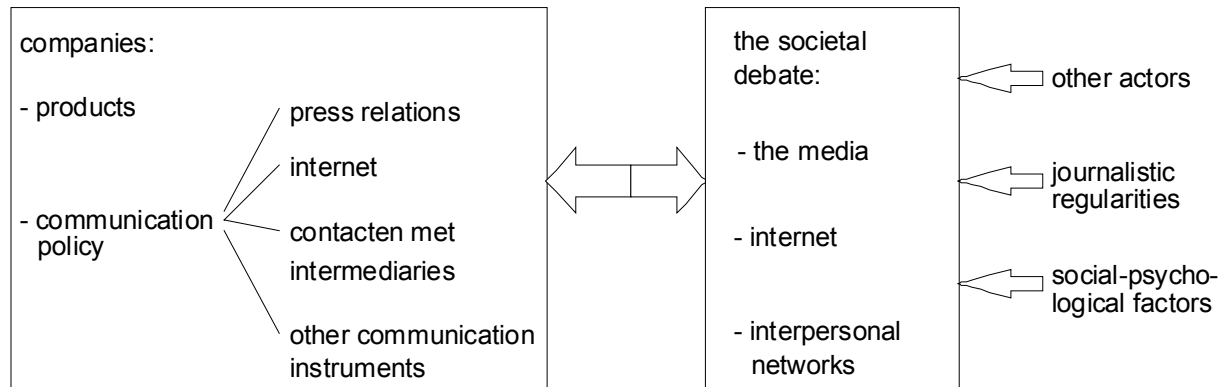 companies:
- products
- communication
policy
press relations
internet
contacten met
intermediaries
other communication
instruments
the societal
debate:
- the media
- internet
- interpersonal
networks
other actors
journalistic
regularities
social-psycho-
logical factors